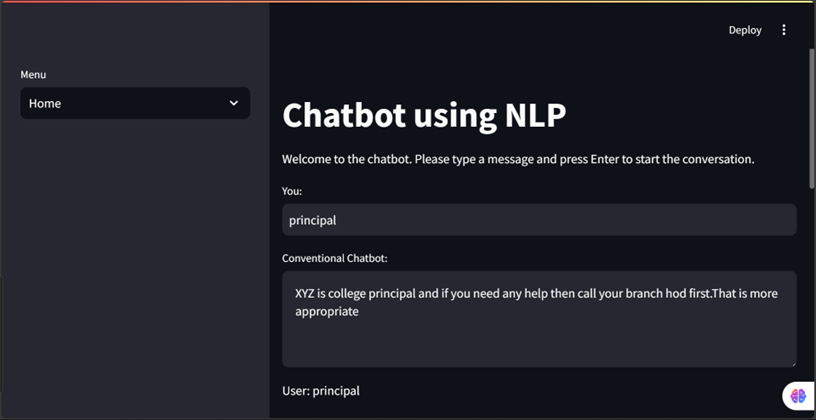 Deploy
Menu
Home
Chatbot using NLP
Welcome to the chatbot. Please type a message and press Enter to start the conversation.
You:
principal
Conventional Chatbot:
XYZ is college principal and if you need any help then call your branch hod first.That is more
appropriate
User: principal